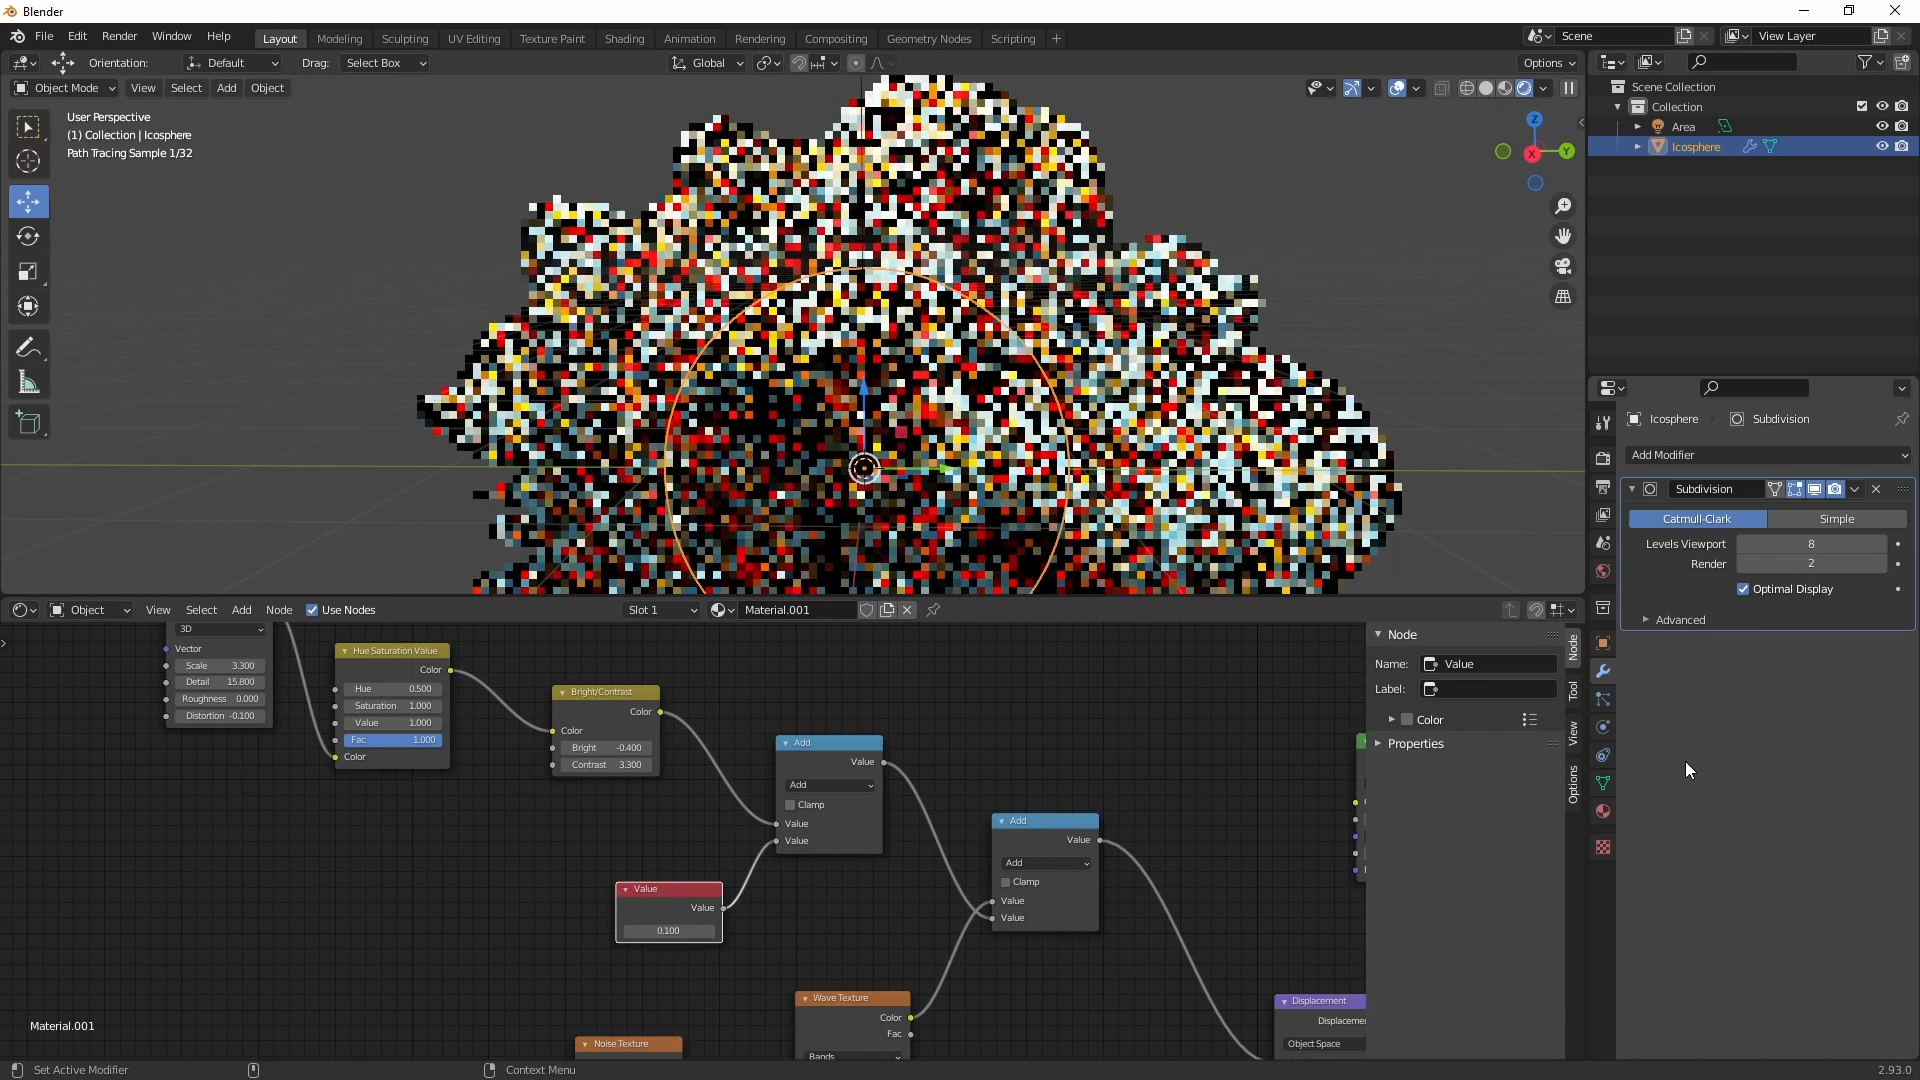 Blender
File Edit Render Window Help Layout Modeling Sculpting UV Editing Texture Paint Shading Animation Rendering Compositing Geometry Nodes Scripting +
Scene View Layer
Orientation: Default Drag: Select Box Global Options
Object Mode View Select Add Object
User Perspective
(1) Collection | Icosphere
Path Tracing Sample 1/32
Z
Y
X
Scene Collection
Collection
Area
Icosphere
Icosphere Subdivision
Add Modifier
Subdivision
Catmull-Clark Simple
Levels Viewport 8
Render 2
Optimal Display
Advanced
Object View Select Add Node Use Nodes Slot 1 Material.001
3D
Vector
Scale 3.300
Detail 15.800
Roughness 0.000
Distortion -0.100
Hue Saturation Value
Color
Hue 0.500
Saturation 1.000
Value 1.000
Fac 1.000
Color
Bright/Contrast
Color
Color
Bright -0.400
Contrast 3.300
Add
Value
Add
Clamp
Value
Value
Value
Value
0.100
Add
Value
Add
Clamp
Value
Value
Wave Texture
Color
Fac
Bands
Noise Texture
Displacement
Displacemen
Object Space
Node
Name: Value
Label:
Color
Properties
Node
Tool
View
Options
Material.001
Set Active Modifier Context Menu 2.93.0